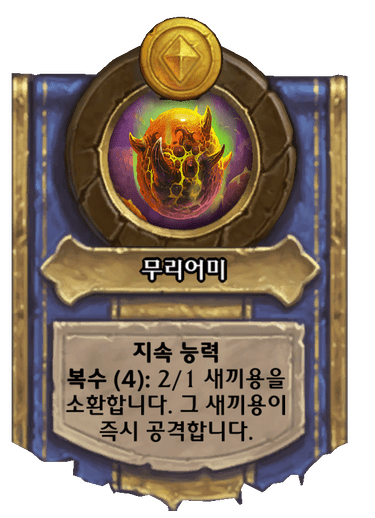 무리어미
지속 능력
복수 (4): 2/1 새끼용을
소환합니다. 그 새끼용이
즉시 공격합니다.